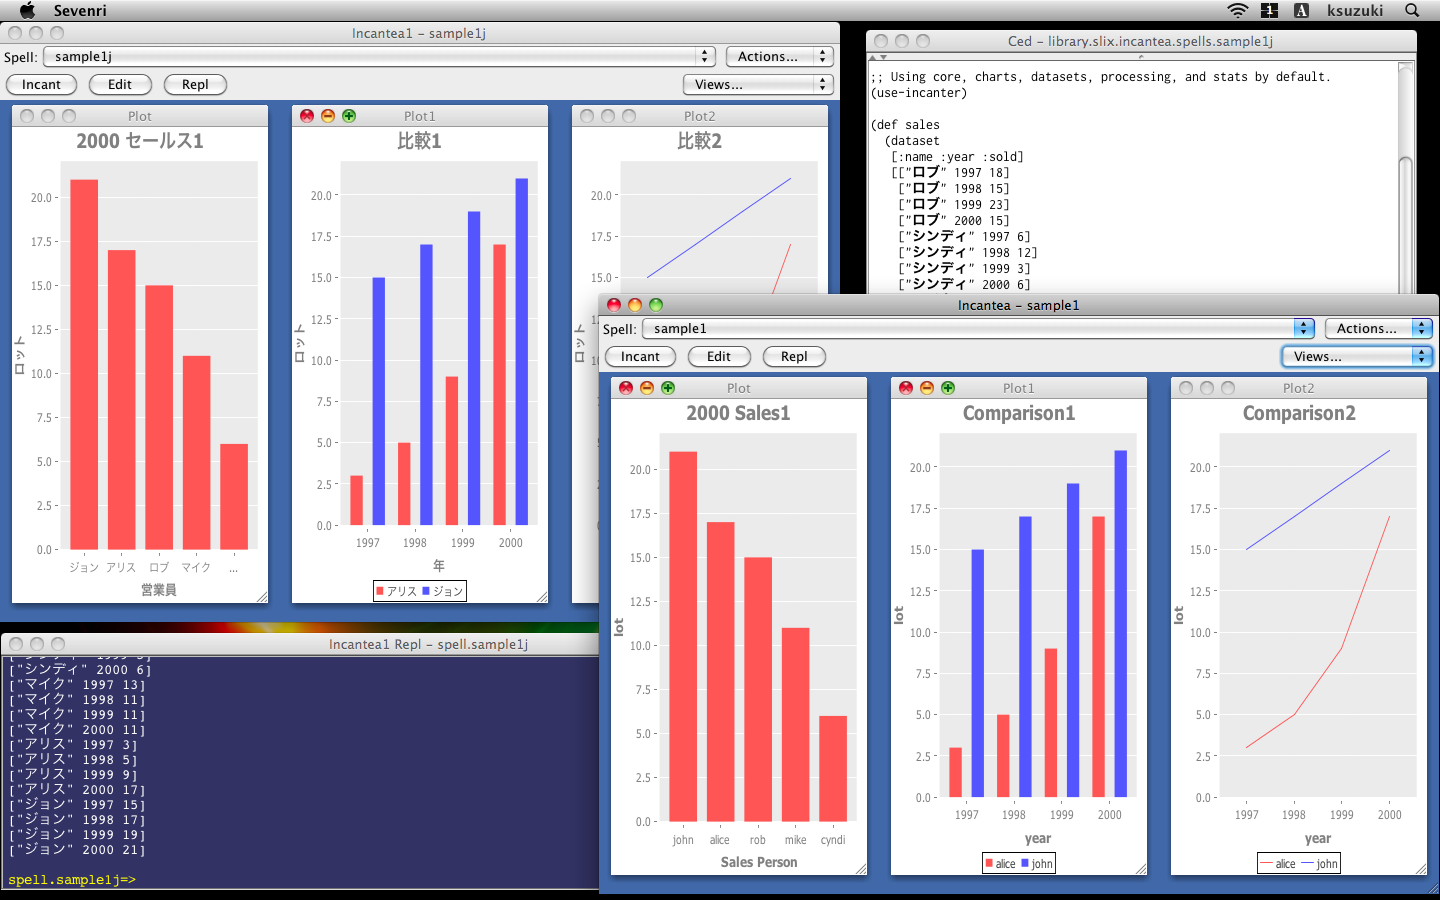 Sevenri
1
A
ksuzuki
Incantea1 – sample1j
Spell:
sample1j
Actions...
Incant
Edit
Repl
Views...
Plot
2000 セールス1
20.0
17.5
15.0
12.5
10.0
7.5
5.0
2.5
0.0
ロット
ジョン
アリス
ロブ
マイク
...
営業員
Plot1
比較1
20.0
17.5
15.0
12.5
10.0
7.5
5.0
2.5
0.0
ロット
1997
1998
1999
2000
年
アリス
ジョン
Plot2
比較2
20.0
17.5
15.0
ロット
Ced – library.slix.incantea.spells.sample1j
;; Using core, charts, datasets, processing, and stats by default.
(use-incanter)
(def sales
(dataset
[:name :year :sold]
[["ロブ" 1997 18]
["ロブ" 1998 15]
["ロブ" 1999 23]
["ロブ" 2000 15]
["シンディ" 1997 6]
["シンディ" 1998 12]
["シンディ" 1999 3]
["シンディ" 2000 6]
Incantea1 Repl – spell.sample1j
["シンディ" 2000 6]
["マイク" 1997 13]
["マイク" 1998 11]
["マイク" 1999 11]
["マイク" 2000 11]
["アリス" 1997 3]
["アリス" 1998 5]
["アリス" 1999 9]
["アリス" 2000 17]
["ジョン" 1997 15]
["ジョン" 1998 17]
["ジョン" 1999 19]
["ジョン" 2000 21]
spell.sample1j=>
Incantea – sample1
Spell:
sample1
Actions...
Incant
Edit
Repl
Views...
Plot
2000 Sales1
20.0
17.5
15.0
12.5
10.0
7.5
5.0
2.5
0.0
lot
john
alice
rob
mike
cyndi
Sales Person
Plot1
Comparison1
20.0
17.5
15.0
12.5
10.0
7.5
5.0
2.5
0.0
lot
1997
1998
1999
2000
year
alice
john
Plot2
Comparison2
20.0
17.5
15.0
12.5
10.0
7.5
5.0
2.5
0.0
lot
1997
1998
1999
2000
year
alice
john